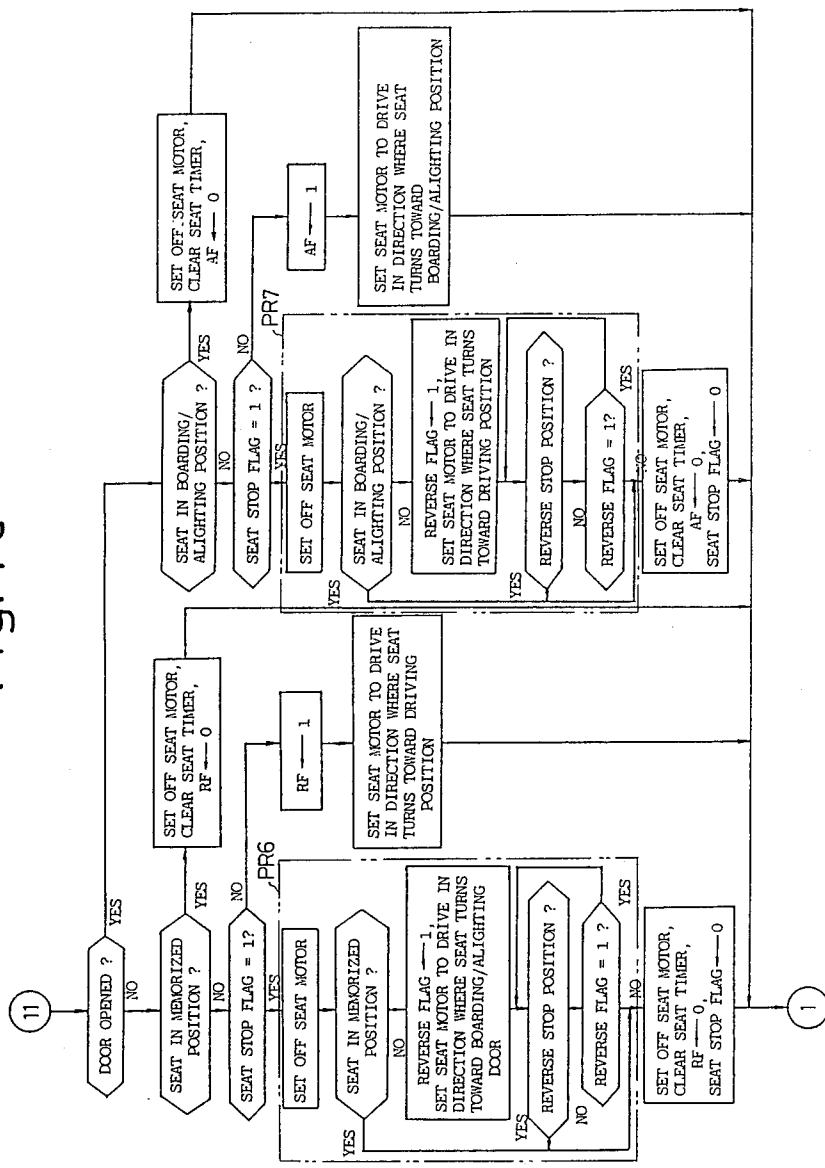 11
DOOR OPENED ?
YES
NO
SEAT IN MEMORIZED
POSITION ?
YES
NO
SET OFF SEAT MOTOR,
CLEAR SEAT TIMER,
RF ← 0
SEAT STOP FLAG = 1?
NO
YES
RF ← 1
SET SEAT MOTOR TO DRIVE
IN DIRECTION WHERE SEAT
TURNS TOWARD DRIVING
POSITION
PR6
SET OFF SEAT MOTOR
SEAT IN MEMORIZED
POSITION ?
YES
NO
REVERSE FLAG ← 1,
SET SEAT MOTOR TO DRIVE IN
DIRECTION WHERE SEAT TURNS
TOWARD BOARDING/ALIGHTING
DOOR
REVERSE STOP POSITION ?
YES
NO
REVERSE FLAG = 1 ?
YES
NO
SET OFF SEAT MOTOR,
CLEAR SEAT TIMER,
RF ← 0,
SEAT STOP FLAG ← 0
1
SEAT IN BOARDING/
ALIGHTING POSITION ?
YES
NO
SET OFF SEAT MOTOR,
CLEAR SEAT TIMER,
AF ← 0
SEAT STOP FLAG = 1 ?
NO
YES
AF ← 1
SET SEAT MOTOR TO DRIVE
IN DIRECTION WHERE SEAT
TURNS TOWARD
BOARDING/ALIGHTING POSITION
PR7
SET OFF SEAT MOTOR
SEAT IN BOARDING/
ALIGHTING POSITION ?
YES
NO
REVERSE FLAG ← 1,
SET SEAT MOTOR TO DRIVE IN
DIRECTION WHERE SEAT TURNS
TOWARD DRIVING POSITION
REVERSE STOP POSITION ?
YES
NO
REVERSE FLAG = 1?
YES
NO
SET OFF SEAT MOTOR,
CLEAR SEAT TIMER,
AF ← 0,
SEAT STOP FLAG ← 0